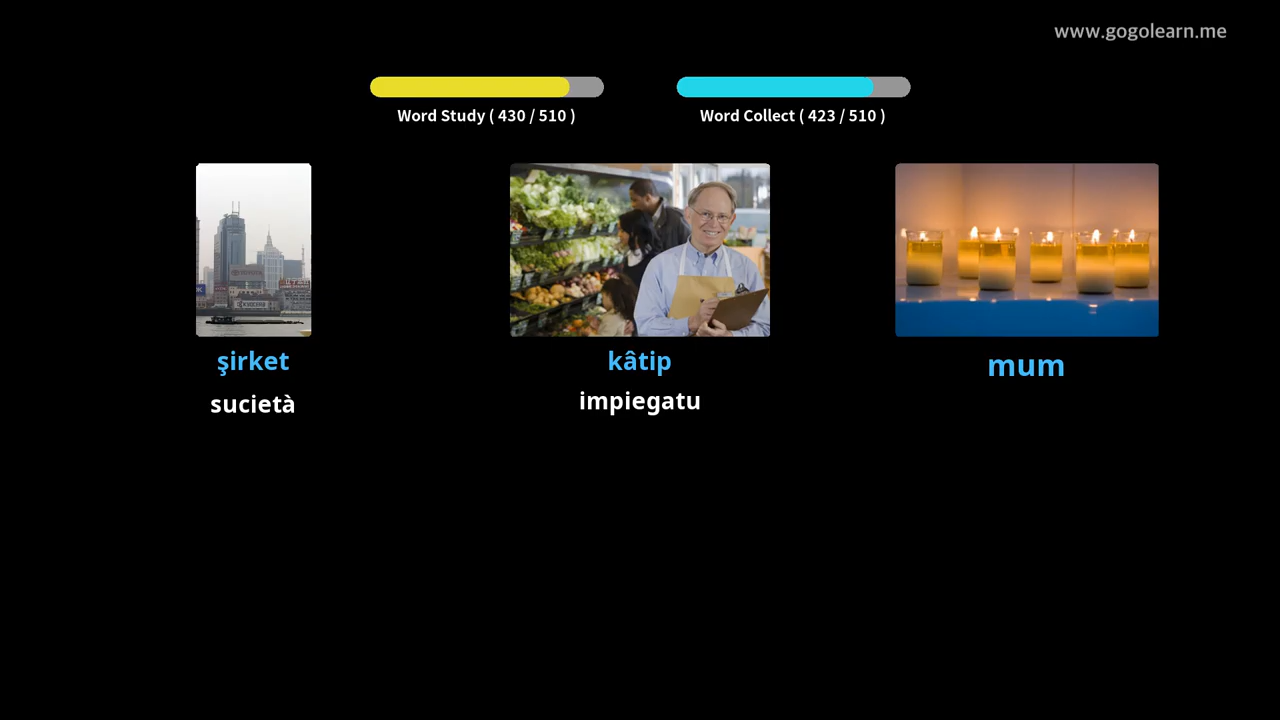 www.gogolearn.me
Word Study ( 430 / 510 )
Word Collect ( 423 / 510 )
şirket
kâtip
mum
sucietà
impiegatu